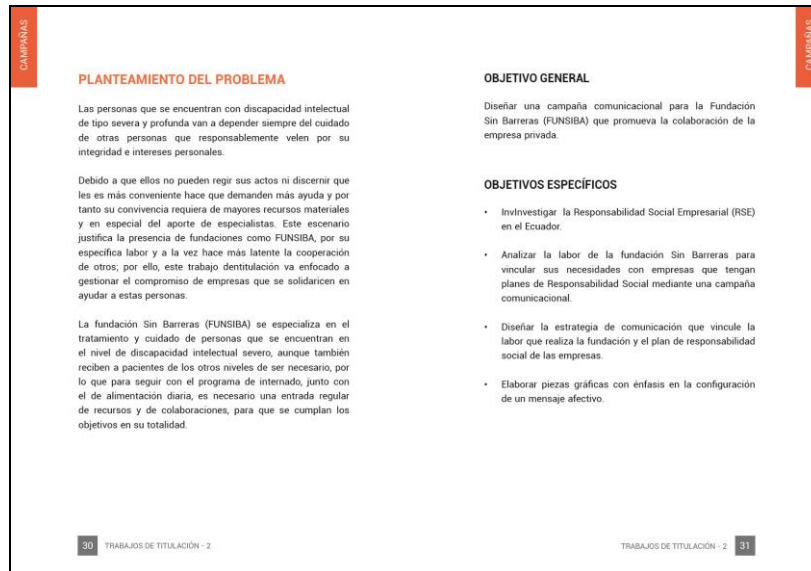 CAMPAÑAS
PLANTEAMIENTO DEL PROBLEMA
Las personas que se encuentran con discapacidad intelectual
de tipo severa y profunda van a depender siempre del cuidado
de otras personas que responsablemente velen por su
integridad e intereses personales.
Debido a que ellos no pueden regir sus actos ni discernir que
les es más conveniente hace que demanden más ayuda y por
tanto su convivencia requiera de mayores recursos materiales
y en especial del aporte de especialistas. Este escenario
justifica la presencia de fundaciones como FUNSIBA, por su
específica labor y a la vez hace más latente la cooperación
de otros; por ello, este trabajo dentitulación va enfocado a
gestionar el compromiso de empresas que se solidaricen en
ayudar a estas personas.
La fundación Sin Barreras (FUNSIBA) se especializa en el
tratamiento y cuidado de personas que se encuentran en
el nivel de discapacidad intelectual severo, aunque también
reciben a pacientes de los otros niveles de ser necesario, por
lo que para seguir con el programa de internado, junto con
el de alimentación diaria, es necesario una entrada regular
de recursos y de colaboraciones, para que se cumplan los
objetivos en su totalidad.
30 TRABAJOS DE TITULACIÓN - 2
CAMPAÑAS
OBJETIVO GENERAL
Diseñar una campaña comunicacional para la Fundación
Sin Barreras (FUNSIBA) que promueva la colaboración de la
empresa privada.
OBJETIVOS ESPECÍFICOS
• InvInvestigar la Responsabilidad Social Empresarial (RSE)
en el Ecuador.
• Analizar la labor de la fundación Sin Barreras para
vincular sus necesidades con empresas que tengan
planes de Responsabilidad Social mediante una campaña
comunicacional.
• Diseñar la estrategia de comunicación que vincule la
labor que realiza la fundación y el plan de responsabilidad
social de las empresas.
• Elaborar piezas gráficas con énfasis en la configuración
de un mensaje afectivo.
TRABAJOS DE TITULACIÓN - 2 31